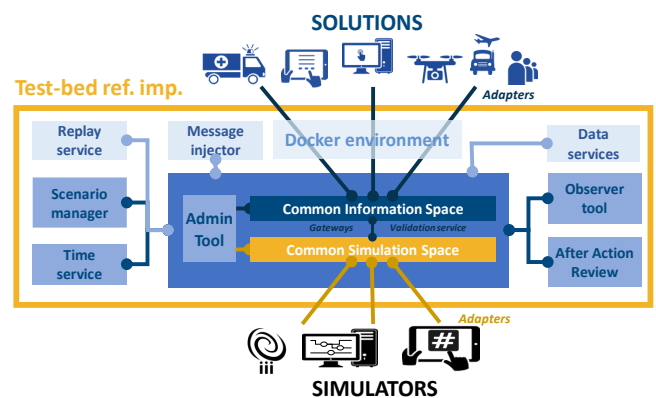 SOLUTIONS
Test-bed ref. imp.
Adapters
Replay
service
Message
injector
Docker environment
Data
services
Scenario
manager
Admin
Tool
Common Information Space
Gateways
Validation service
Common Simulation Space
Observer
tool
Time
service
After Action
Review
Adapters
#
iii
SIMULATORS